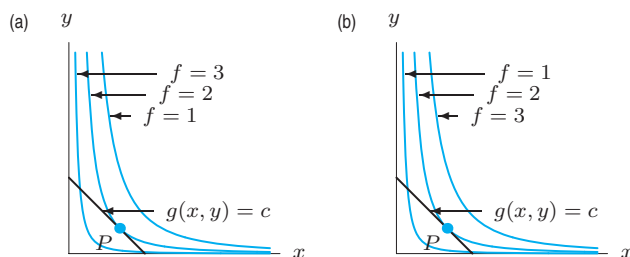 (a)
y
f = 3
f = 2
f = 1
g(x, y) = c
P
x
(b)
y
f = 1
f = 2
f = 3
g(x, y) = c
P
x